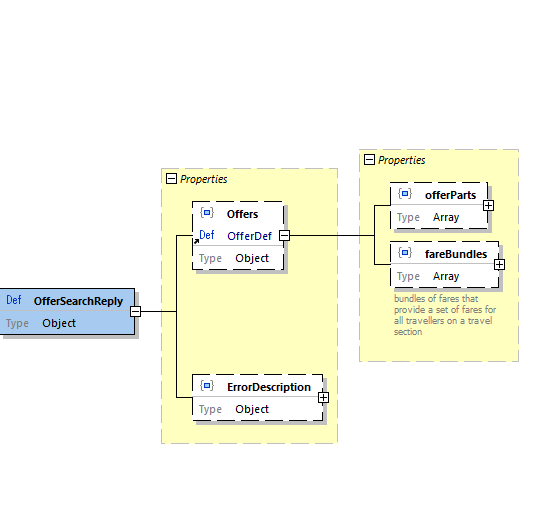 Properties
offerParts
Type Array
fareBundles
Type Array
bundles of fares that
provide a set of fares for
all travellers on a travel
section
Properties
Offers
Def OfferDef
Type Object
ErrorDescription
Type Object
Def OfferSearchReply
Type Object